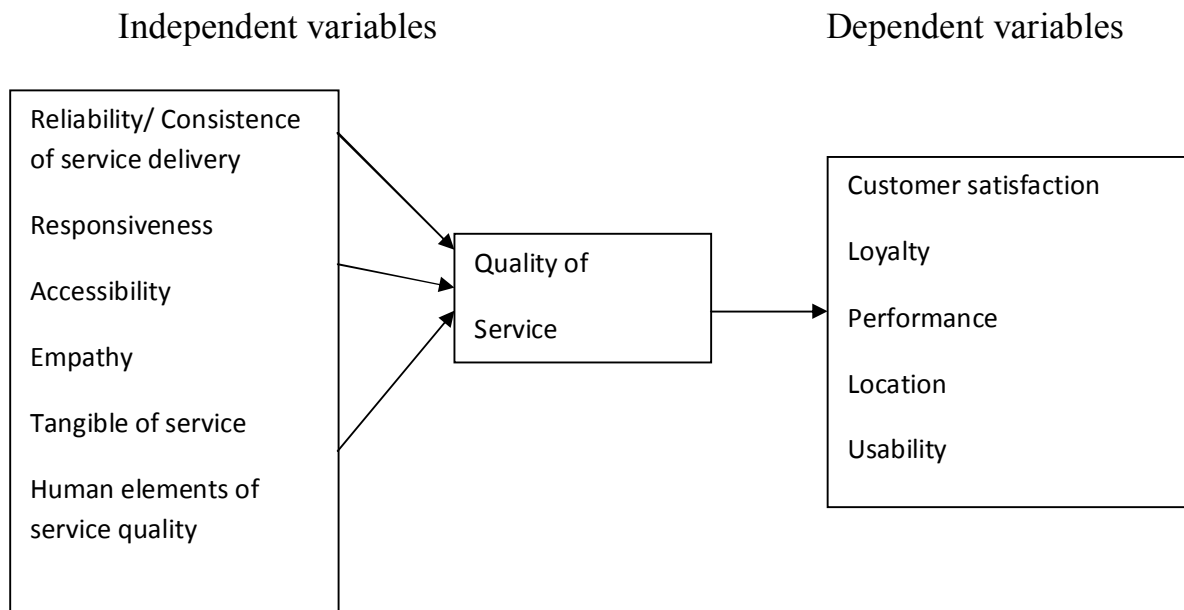 Independent variables
Dependent variables
Reliability/ Consistence
of service delivery
Responsiveness
Accessibility
Empathy
Tangible of service
Human elements of
service quality
Quality of
Service
Customer satisfaction
Loyalty
Performance
Location
Usability